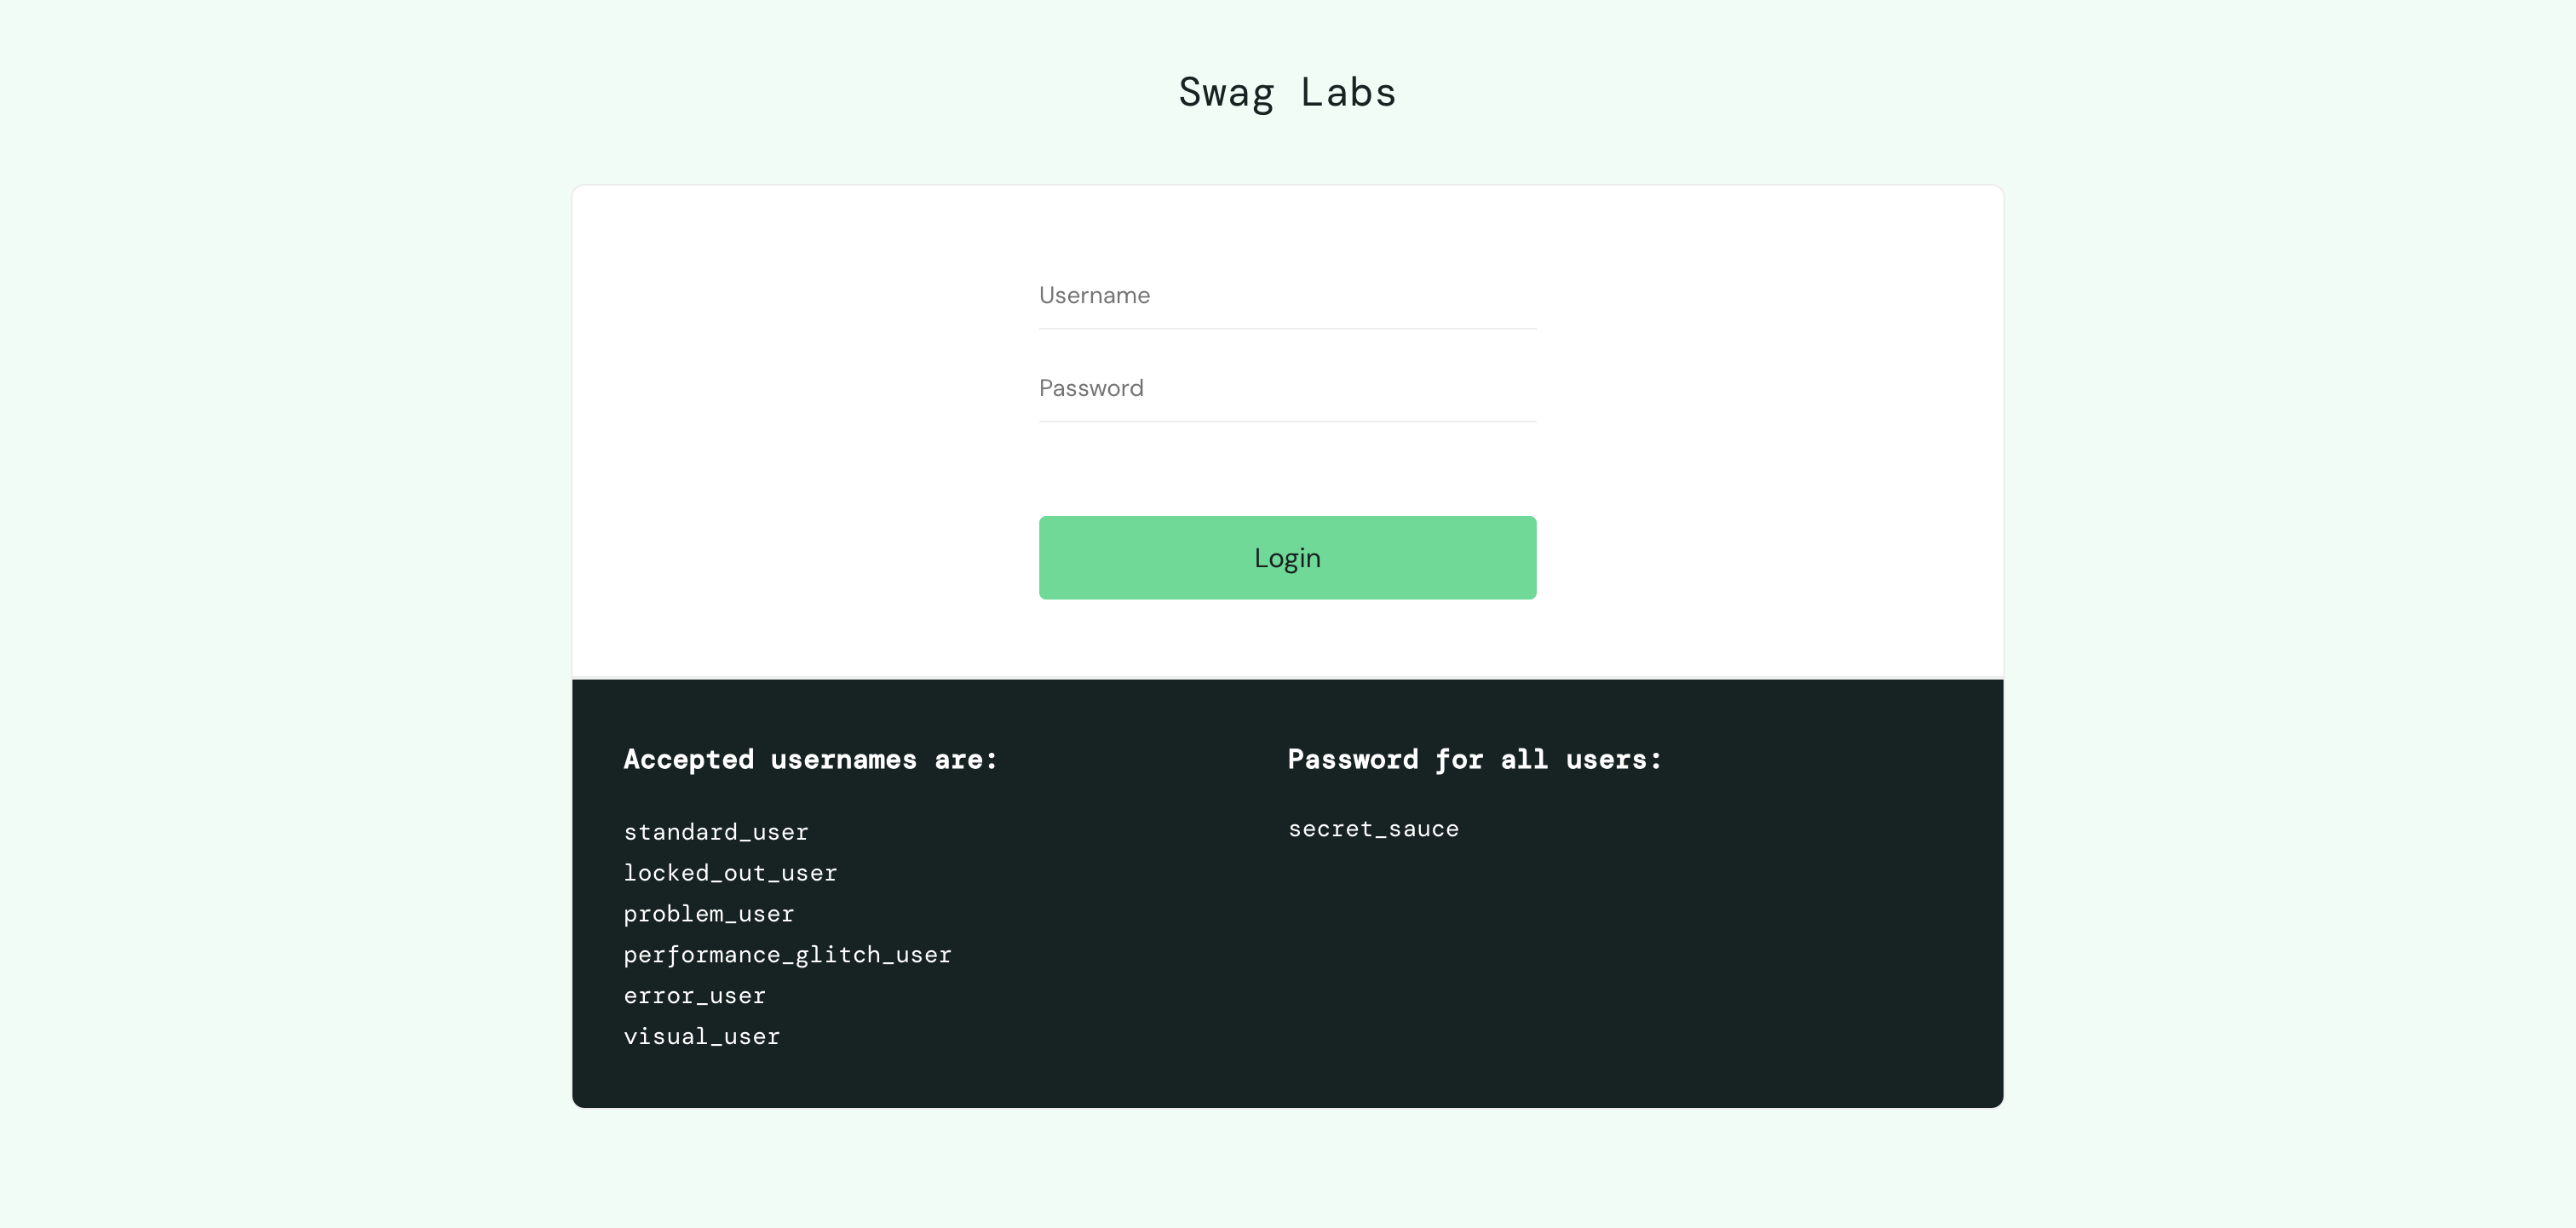 Swag Labs
Username
Password
Login
Accepted usernames are:
standard_user
locked_out_user
problem_user
performance_glitch_user
error_user
visual_user
Password for all users:
secret_sauce